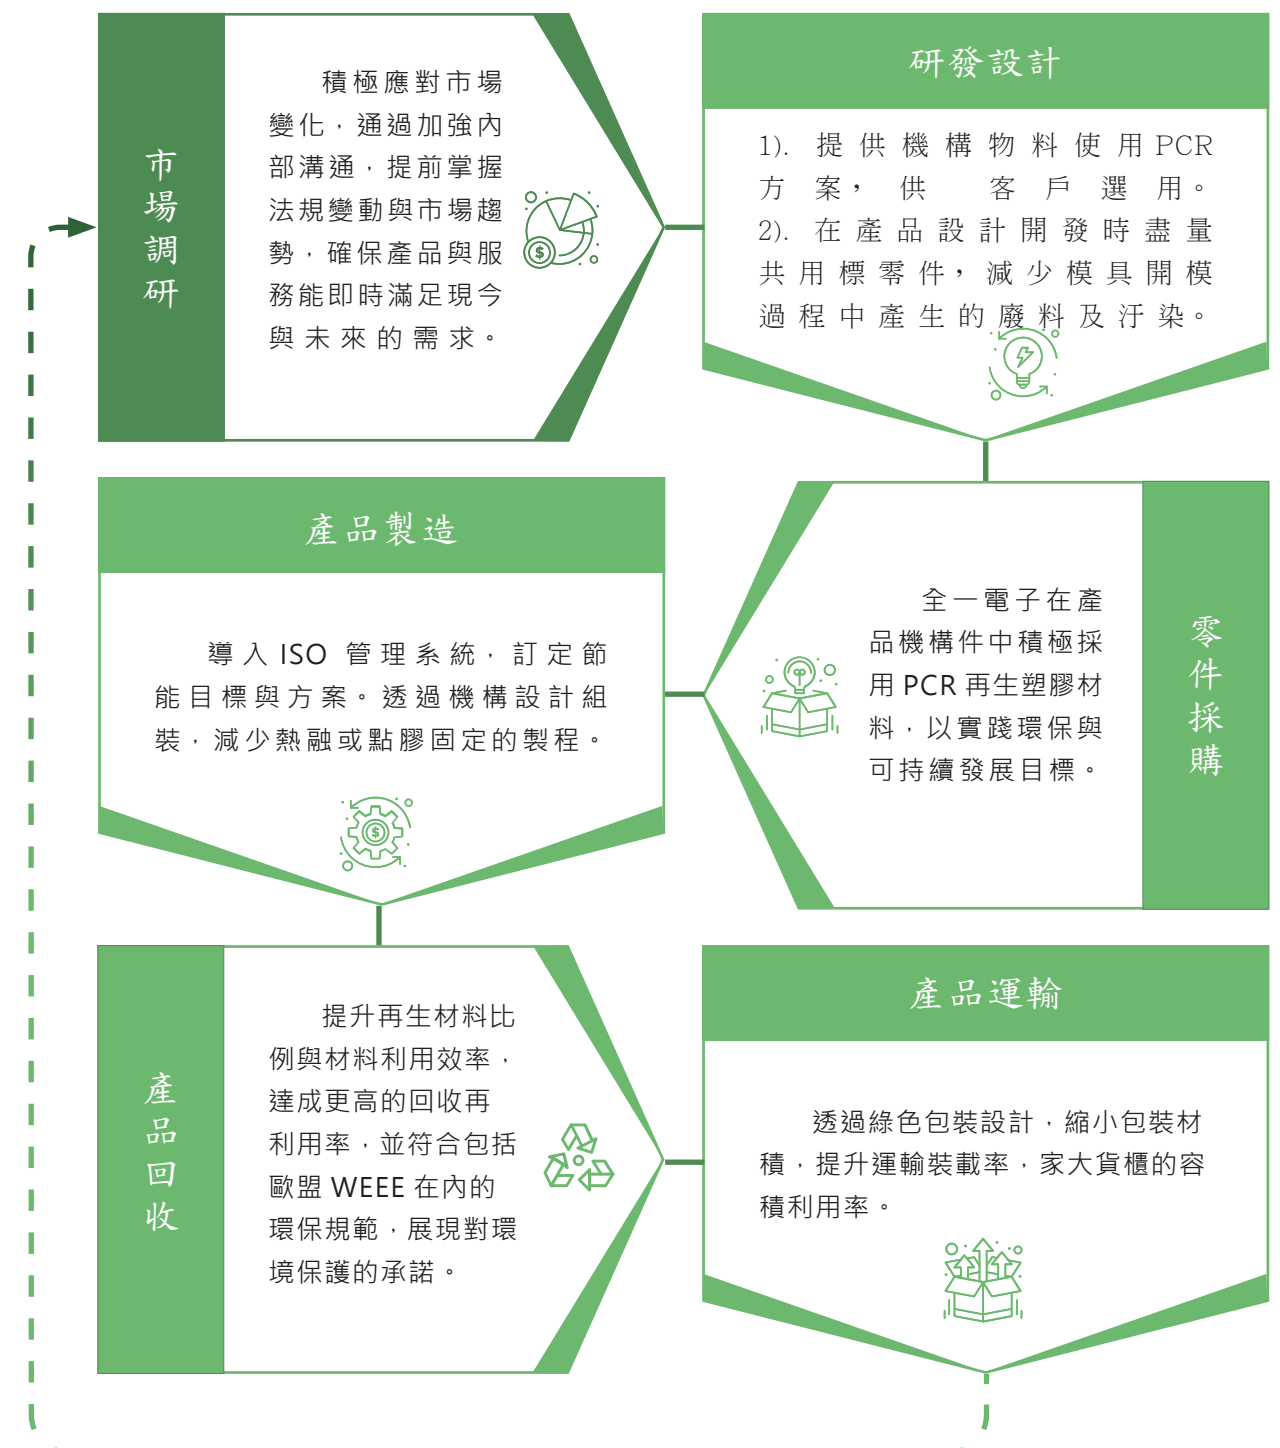 市
場
調
研
積極應對市場
變化，通過加強內
部溝通，提前掌握
法規變動與市場趨
勢，確保產品與服
務能即時滿足現今
與未來的需求。
研發設計
1). 提供機構物料使用PCR
方案，供 客戶選用。
2). 在產品設計開發時盡量
共用標零件，減少模具開模
過程中產生的廢料及汙染。
產品製造
導入 ISO 管理系統，訂定節
能目標與方案。透過機構設計組
裝，減少熱融或點膠固定的製程。
全一電子在產
品機構件中積極採
用 PCR 再生塑膠材
料，以實踐環保與
可持續發展目標。
零
件
採
購
產
品
回
收
提升再生材料比
例與材料利用效率，
達成更高的回收再
利用率，並符合包括
歐盟 WEEE 在內的
環保規範，展現對環
境保護的承諾。
產品運輸
透過綠色包裝設計，縮小包裝材
積，提升運輸裝載率，家大貨櫃的容
積利用率。